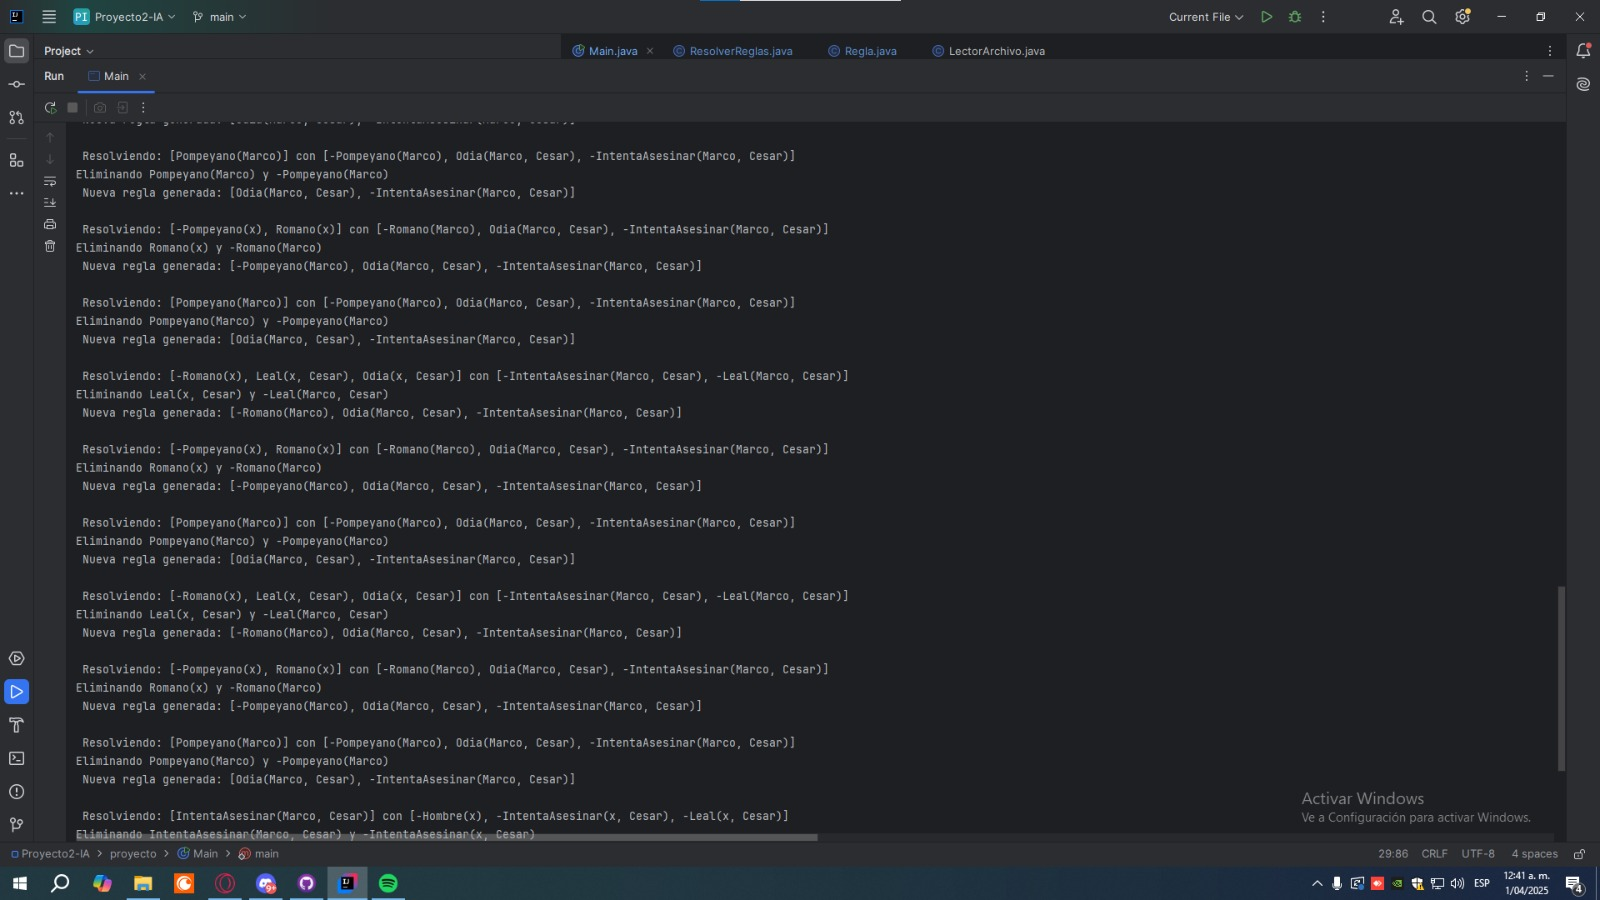 PI Proyecto2-IA main Current File
Project Main.java ResolverReglas.java Regla.java LectorArchivo.java
Run Main
Resolviendo: [Pompeyano(Marco)] con [-Pompeyano(Marco), Odia(Marco, Cesar), -IntentaAsesinar(Marco, Cesar)]
Eliminando Pompeyano(Marco) y -Pompeyano(Marco)
Nueva regla generada: [Odia(Marco, Cesar), -IntentaAsesinar(Marco, Cesar)]
Resolviendo: [-Pompeyano(x), Romano(x)] con [-Romano(Marco), Odia(Marco, Cesar), -IntentaAsesinar(Marco, Cesar)]
Eliminando Romano(x) y -Romano(Marco)
Nueva regla generada: [-Pompeyano(Marco), Odia(Marco, Cesar), -IntentaAsesinar(Marco, Cesar)]
Resolviendo: [Pompeyano(Marco)] con [-Pompeyano(Marco), Odia(Marco, Cesar), -IntentaAsesinar(Marco, Cesar)]
Eliminando Pompeyano(Marco) y -Pompeyano(Marco)
Nueva regla generada: [Odia(Marco, Cesar), -IntentaAsesinar(Marco, Cesar)]
Resolviendo: [-Romano(x), Leal(x, Cesar), Odia(x, Cesar)] con [-IntentaAsesinar(Marco, Cesar), -Leal(Marco, Cesar)]
Eliminando Leal(x, Cesar) y -Leal(Marco, Cesar)
Nueva regla generada: [-Romano(Marco), Odia(Marco, Cesar), -IntentaAsesinar(Marco, Cesar)]
Resolviendo: [-Pompeyano(x), Romano(x)] con [-Romano(Marco), Odia(Marco, Cesar), -IntentaAsesinar(Marco, Cesar)]
Eliminando Romano(x) y -Romano(Marco)
Nueva regla generada: [-Pompeyano(Marco), Odia(Marco, Cesar), -IntentaAsesinar(Marco, Cesar)]
Resolviendo: [Pompeyano(Marco)] con [-Pompeyano(Marco), Odia(Marco, Cesar), -IntentaAsesinar(Marco, Cesar)]
Eliminando Pompeyano(Marco) y -Pompeyano(Marco)
Nueva regla generada: [Odia(Marco, Cesar), -IntentaAsesinar(Marco, Cesar)]
Resolviendo: [-Romano(x), Leal(x, Cesar), Odia(x, Cesar)] con [-IntentaAsesinar(Marco, Cesar), -Leal(Marco, Cesar)]
Eliminando Leal(x, Cesar) y -Leal(Marco, Cesar)
Nueva regla generada: [-Romano(Marco), Odia(Marco, Cesar), -IntentaAsesinar(Marco, Cesar)]
Resolviendo: [-Pompeyano(x), Romano(x)] con [-Romano(Marco), Odia(Marco, Cesar), -IntentaAsesinar(Marco, Cesar)]
Eliminando Romano(x) y -Romano(Marco)
Nueva regla generada: [-Pompeyano(Marco), Odia(Marco, Cesar), -IntentaAsesinar(Marco, Cesar)]
Resolviendo: [Pompeyano(Marco)] con [-Pompeyano(Marco), Odia(Marco, Cesar), -IntentaAsesinar(Marco, Cesar)]
Eliminando Pompeyano(Marco) y -Pompeyano(Marco)
Nueva regla generada: [Odia(Marco, Cesar), -IntentaAsesinar(Marco, Cesar)]
Resolviendo: [IntentaAsesinar(Marco, Cesar)] con [-Hombre(x), -IntentaAsesinar(x, Cesar), -Leal(x, Cesar)]
Eliminando IntentaAsesinar(Marco, Cesar) y -IntentaAsesinar(x, Cesar)
Activar Windows
Ve a Configuración para activar Windows.
Proyecto2-IA > proyecto > Main > main 29:86 CRLF UTF-8 4 spaces
9+ ESP 12:41 a. m. 4
1/04/2025